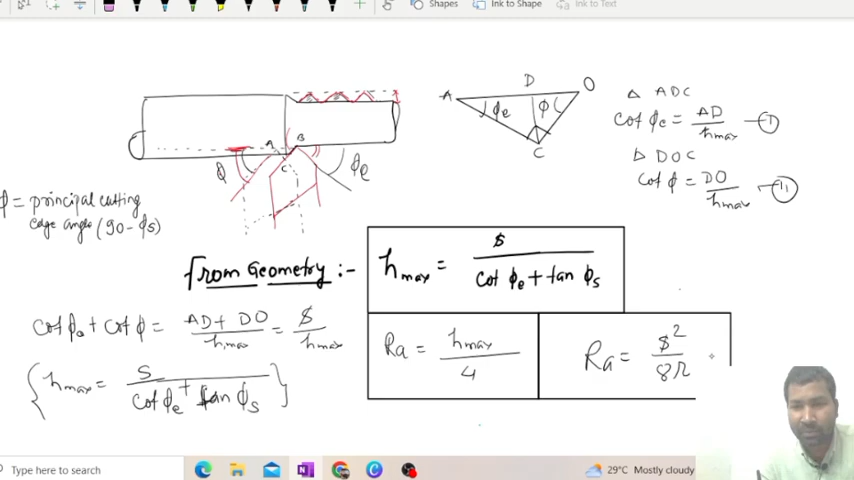 Shapes
Ink to Shape
Ink to Text
A
D
O
ϕe
ϕ
C
Δ ADC
cot ϕe = AD / hmax — I
Δ DOC
cot ϕ = DO / hmax — II
A
B
C
ϕ
ϕe
ϕ = principal cutting
edge angle (90 - ϕs)
From Geometry :-
hmax = s / cot ϕe + tan ϕs
cot ϕe + cot ϕ = AD + DO / hmax = s / hmax
{ hmax = s / cot ϕe + tan ϕs }
Ra = hmax / 4
Ra = s² / 8r
Type here to search
29°C Mostly cloudy